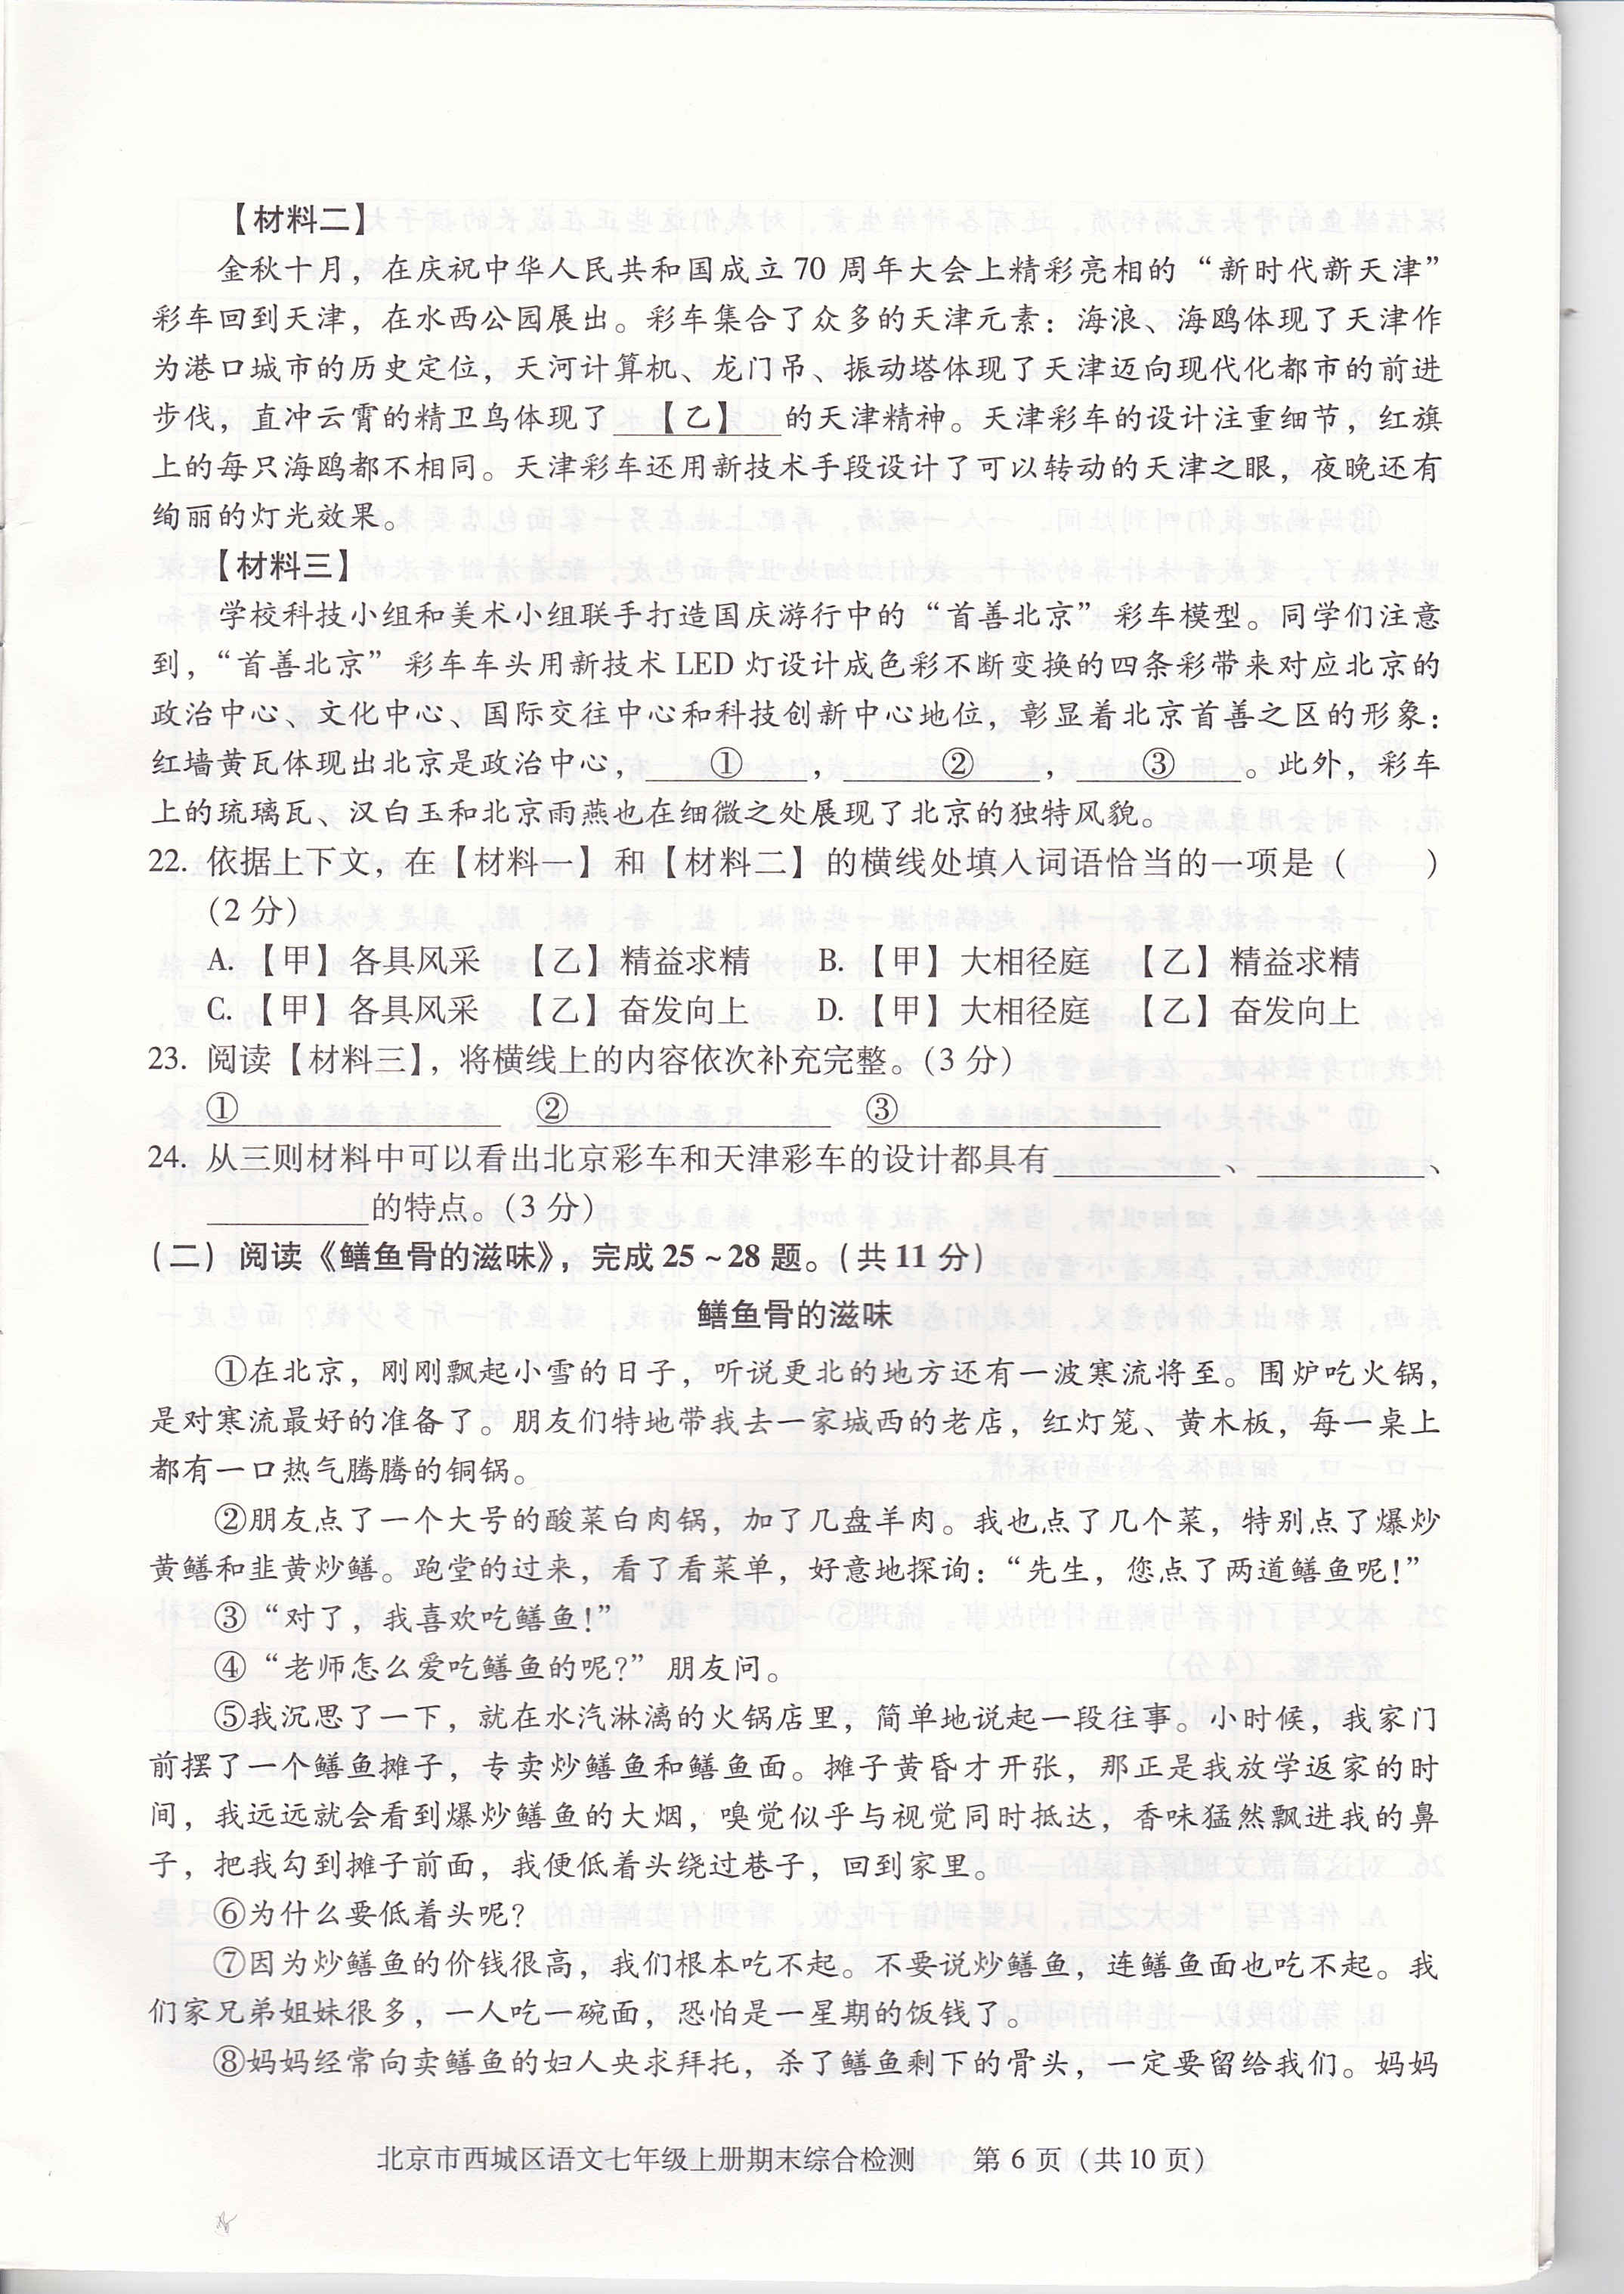 【材料二】
金秋十月，在庆祝中华人民共和国成立 70 周年大会上精彩亮相的“新时代新天津”
彩车回到天津，在水西公园展出。彩车集合了众多的天津元素：海浪、海鸥体现了天津作
为港口城市的历史定位，天河计算机、龙门吊、振动塔体现了天津迈向现代化都市的前进
步伐，直冲云霄的精卫鸟体现了　【乙】　的天津精神。天津彩车的设计注重细节，红旗
上的每只海鸥都不相同。天津彩车还用新技术手段设计了可以转动的天津之眼，夜晚还有
绚丽的灯光效果。
【材料三】
学校科技小组和美术小组联手打造国庆游行中的“首善北京”彩车模型。同学们注意
到，“首善北京”彩车车头用新技术 LED 灯设计成色彩不断变换的四条彩带来对应北京的
政治中心、文化中心、国际交往中心和科技创新中心地位，彰显着北京首善之区的形象：
红墙黄瓦体现出北京是政治中心，　①　，　②　，　③　。此外，彩车
上的琉璃瓦、汉白玉和北京雨燕也在细微之处展现了北京的独特风貌。
22. 依据上下文，在【材料一】和【材料二】的横线处填入词语恰当的一项是（　　）
（2 分）
A.【甲】各具风采　【乙】精益求精　　B.【甲】大相径庭　【乙】精益求精
C.【甲】各具风采　【乙】奋发向上　　D.【甲】大相径庭　【乙】奋发向上
23. 阅读【材料三】，将横线上的内容依次补充完整。（3 分）
①__________ ②__________ ③__________
24. 从三则材料中可以看出北京彩车和天津彩车的设计都具有__________、__________、
__________的特点。（3 分）
（二）阅读《鳝鱼骨的滋味》，完成 25～28 题。（共 11 分）
鳝鱼骨的滋味
①在北京，刚刚飘起小雪的日子，听说更北的地方还有一波寒流将至。围炉吃火锅，
是对寒流最好的准备了。朋友们特地带我去一家城西的老店，红灯笼、黄木板，每一桌上
都有一口热气腾腾的铜锅。
②朋友点了一个大号的酸菜白肉锅，加了几盘羊肉。我也点了几个菜，特别点了爆炒
黄鳝和韭黄炒鳝。跑堂的过来，看了看菜单，好意地探询：“先生，您点了两道鳝鱼呢！”
③“对了，我喜欢吃鳝鱼！”
④“老师怎么爱吃鳝鱼的呢？”朋友问。
⑤我沉思了一下，就在水汽淋漓的火锅店里，简单地说起一段往事。小时候，我家门
前摆了一个鳝鱼摊子，专卖炒鳝鱼和鳝鱼面。摊子黄昏才开张，那正是我放学返家的时
间，我远远就会看到爆炒鳝鱼的大烟，嗅觉似乎与视觉同时抵达，香味猛然飘进我的鼻
子，把我勾到摊子前面，我便低着头绕过巷子，回到家里。
⑥为什么要低着头呢？
⑦因为炒鳝鱼的价钱很高，我们根本吃不起。不要说炒鳝鱼，连鳝鱼面也吃不起。我
们家兄弟姐妹很多，一人吃一碗面，恐怕是一星期的饭钱了。
⑧妈妈经常向卖鳝鱼的妇人央求拜托，杀了鳝鱼剩下的骨头，一定要留给我们。妈妈
北京市西城区语文七年级上册期末综合检测　　第 6 页（共 10 页）